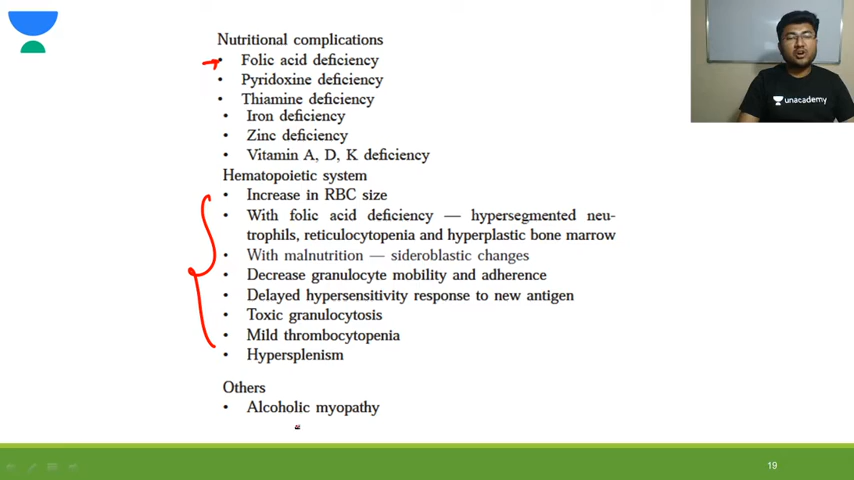 Nutritional complications
• Folic acid deficiency
• Pyridoxine deficiency
• Thiamine deficiency
• Iron deficiency
• Zinc deficiency
• Vitamin A, D, K deficiency
Hematopoietic system
• Increase in RBC size
• With folic acid deficiency — hypersegmented neu-
trophils, reticulocytopenia and hyperplastic bone marrow
• With malnutrition — sideroblastic changes
• Decrease granulocyte mobility and adherence
• Delayed hypersensitivity response to new antigen
• Toxic granulocytosis
• Mild thrombocytopenia
• Hypersplenism
Others
• Alcoholic myopathy
unacademy
19